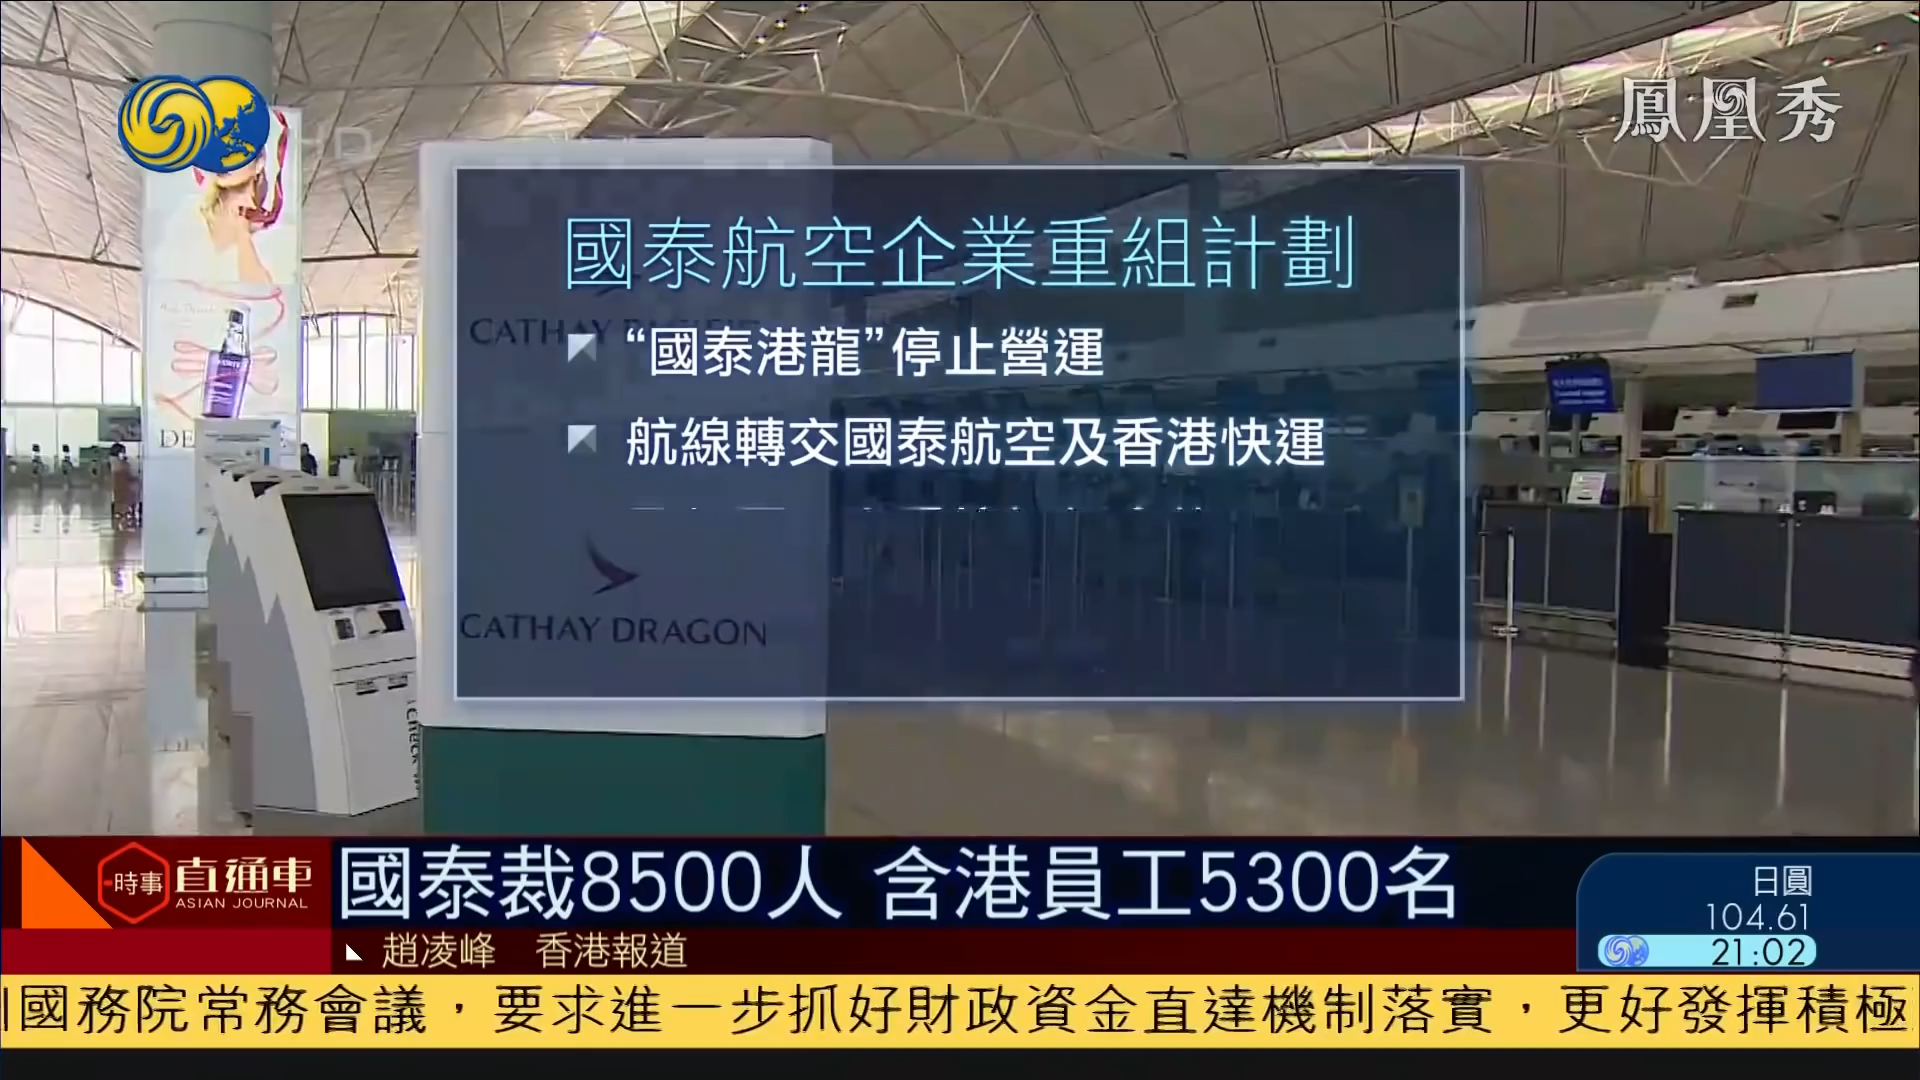 鳳凰秀
國泰航空企業重組計劃
CATHAY
“國泰港龍”停止營運
航線轉交國泰航空及香港快運
CATHAY DRAGON
時事直通車
ASIAN JOURNAL
國泰裁8500人 含港員工5300名
趙凌峰 香港報道
日圓
104.61
21:02
國務院常務會議，要求進一步抓好財政資金直達機制落實，更好發揮積極